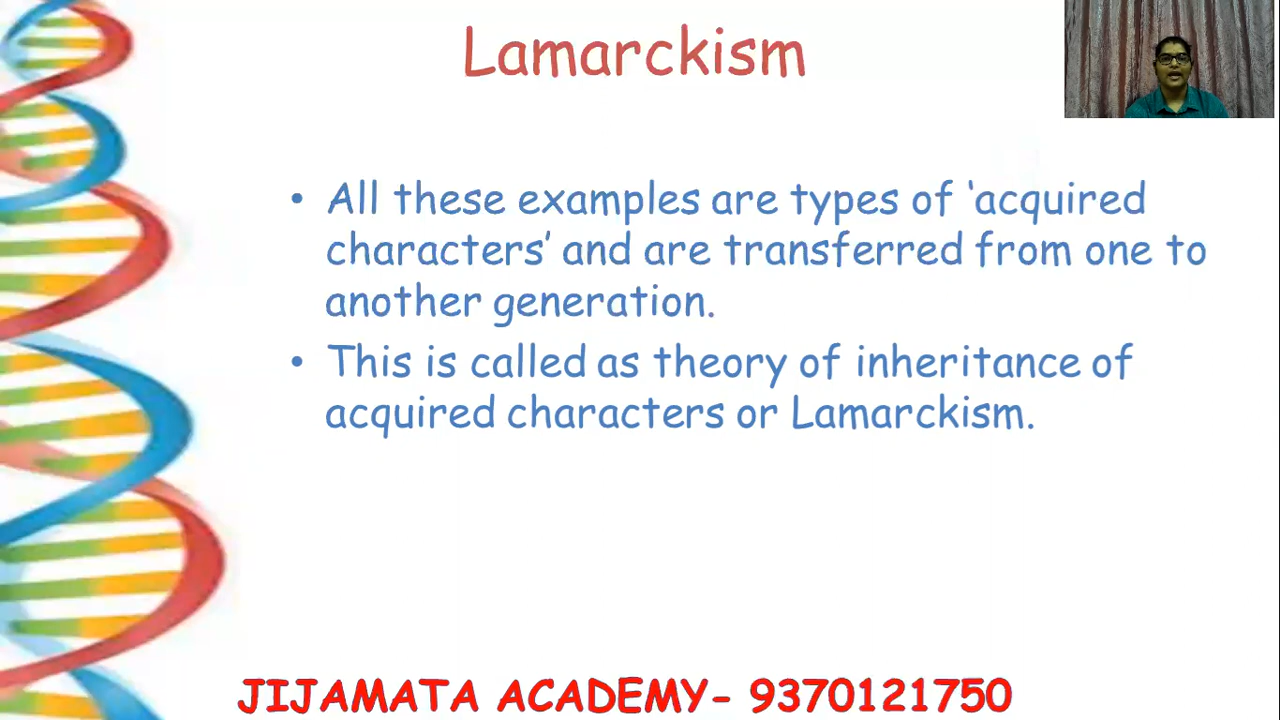 Lamarckism
• All these examples are types of ‘acquired
characters’ and are transferred from one to
another generation.
• This is called as theory of inheritance of
acquired characters or Lamarckism.
JIJAMATA ACADEMY- 9370121750